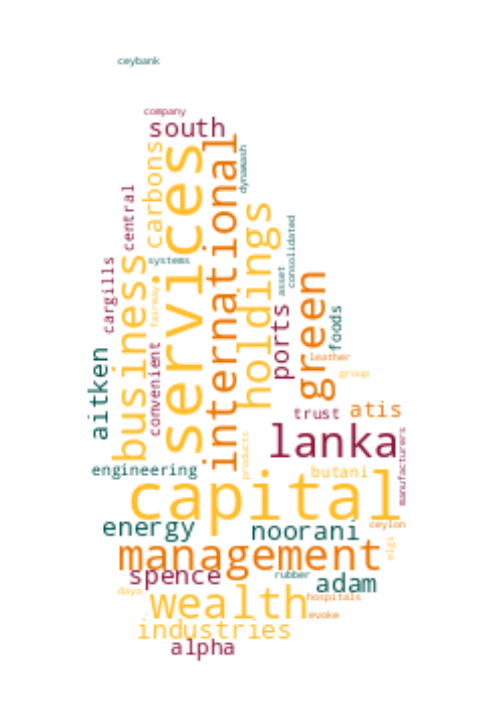 ceybank
company
south
dynawash
carbons
services
international
central
holdings
consolidated
systems
business
cargills
asset
green
fairway
ports
foods
convenient
aitken
leather
group
trust
atis
lanka
manufacturers
products
engineering
butani
capital
energy
noorani
ceylon
management
elgi
spence
rubber
adam
days
wealth
hospitals
evoke
industries
alpha